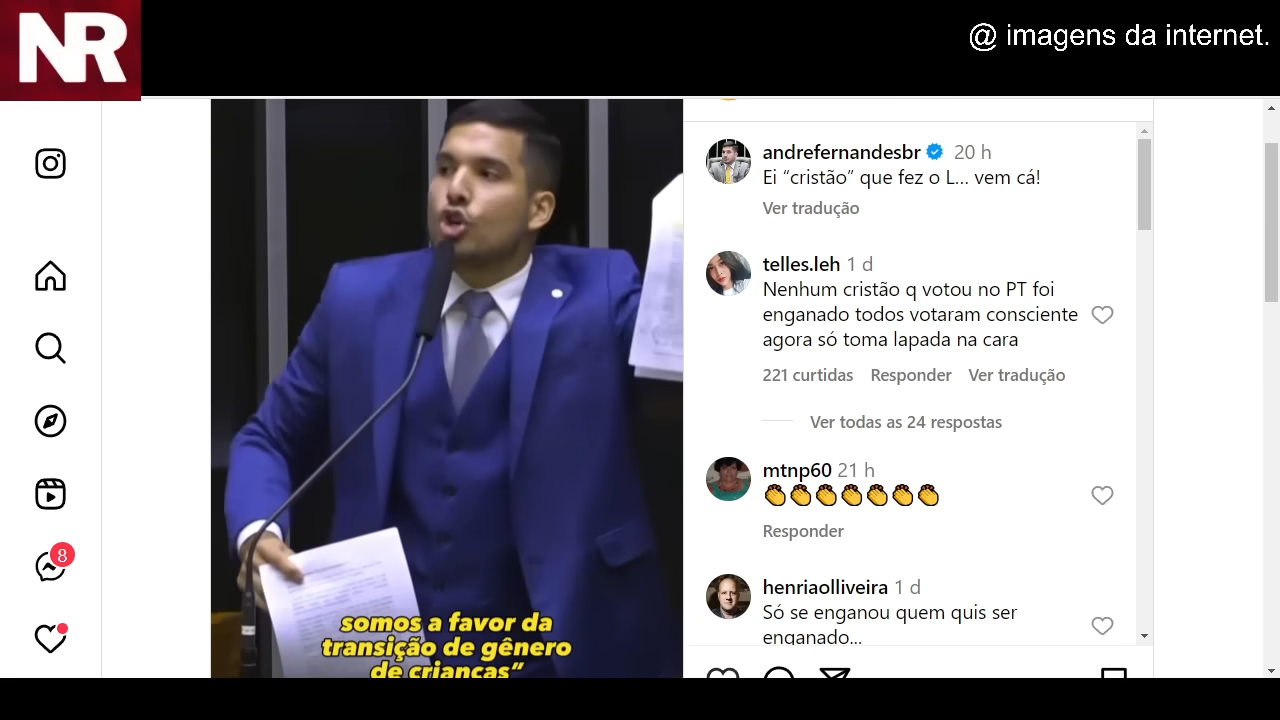 NR
@ imagens da internet.
andrefernandesbr 20 h
Ei “cristão” que fez o L... vem cá!
Ver tradução
telles.leh 1 d
Nenhum cristão q votou no PT foi
enganado todos votaram consciente
agora só toma lapada na cara
221 curtidas Responder Ver tradução
Ver todas as 24 respostas
mtnp60 21 h
👏👏👏👏👏👏👏
Responder
henriaolliveira 1 d
Só se enganou quem quis ser
enganado...
8
somos a favor da
transição de gênero
de crianças”